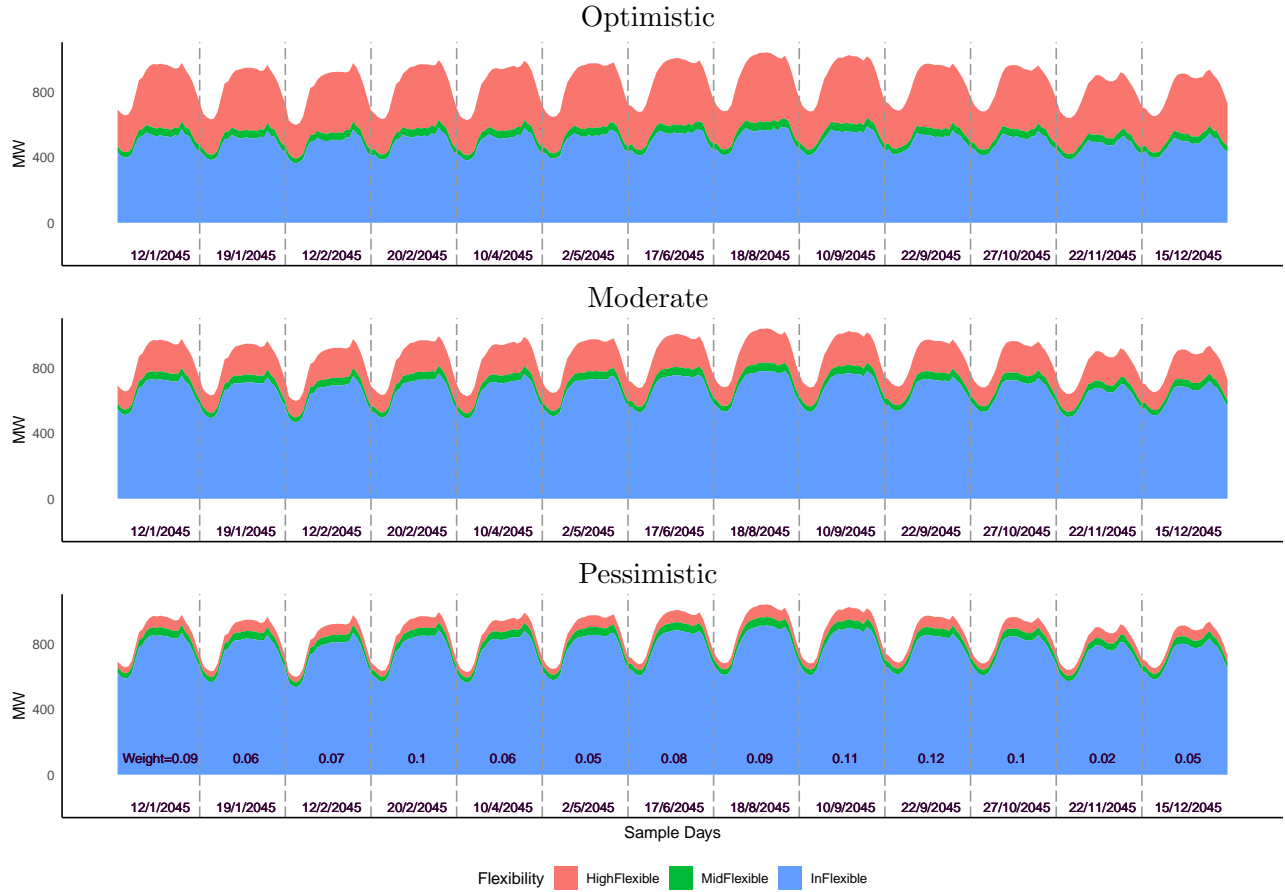 Optimistic
800
400
0
MW
12/1/2045 19/1/2045 12/2/2045 20/2/2045 10/4/2045 2/5/2045 17/6/2045 18/8/2045 10/9/2045 22/9/2045 27/10/2045 22/11/2045 15/12/2045
Moderate
800
400
0
MW
12/1/2045 19/1/2045 12/2/2045 20/2/2045 10/4/2045 2/5/2045 17/6/2045 18/8/2045 10/9/2045 22/9/2045 27/10/2045 22/11/2045 15/12/2045
Pessimistic
800
400
0
MW
Weight=0.09 0.06 0.07 0.1 0.06 0.05 0.08 0.09 0.11 0.12 0.1 0.02 0.05
12/1/2045 19/1/2045 12/2/2045 20/2/2045 10/4/2045 2/5/2045 17/6/2045 18/8/2045 10/9/2045 22/9/2045 27/10/2045 22/11/2045 15/12/2045
Sample Days
Flexibility HighFlexible MidFlexible InFlexible